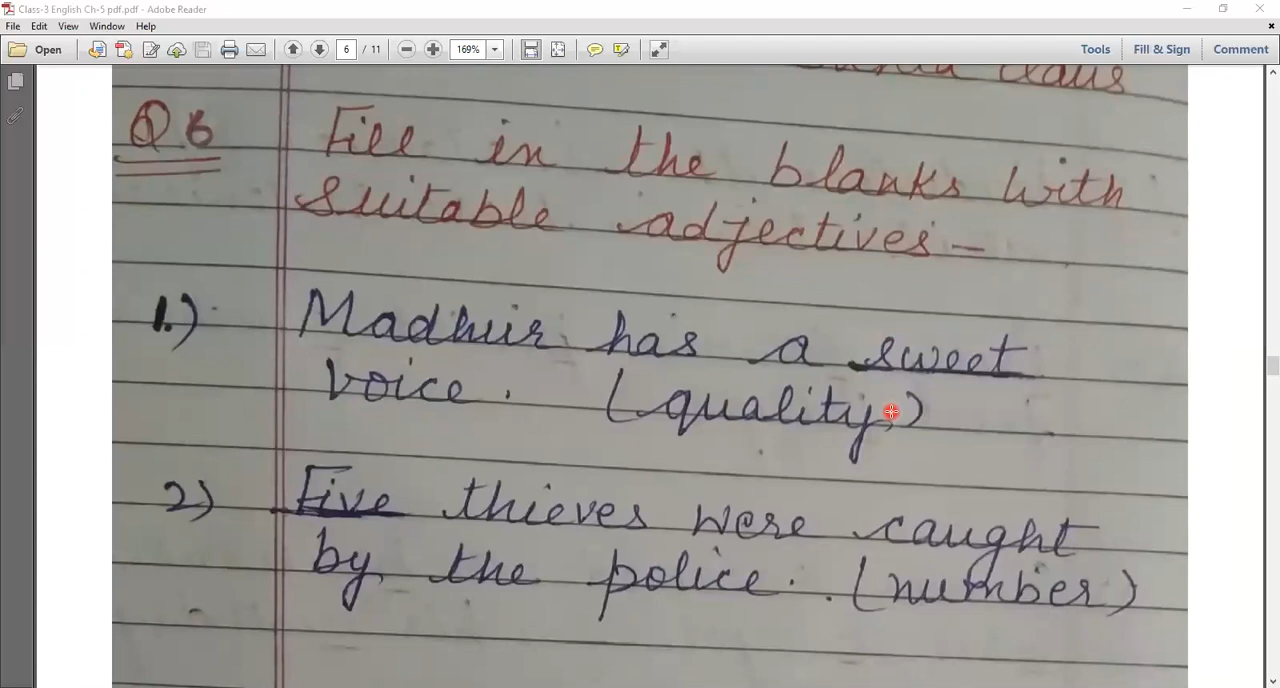 Class-3 English Ch-5 pdf.pdf - Adobe Reader
File Edit View Window Help
Open 6 / 11 169% Tools Fill & Sign Comment
Q 6 Fill in the blanks with
suitable adjectives -
1.) Madhur has a sweet
voice. (quality)
2) Five thieves were caught
by the police. (number)